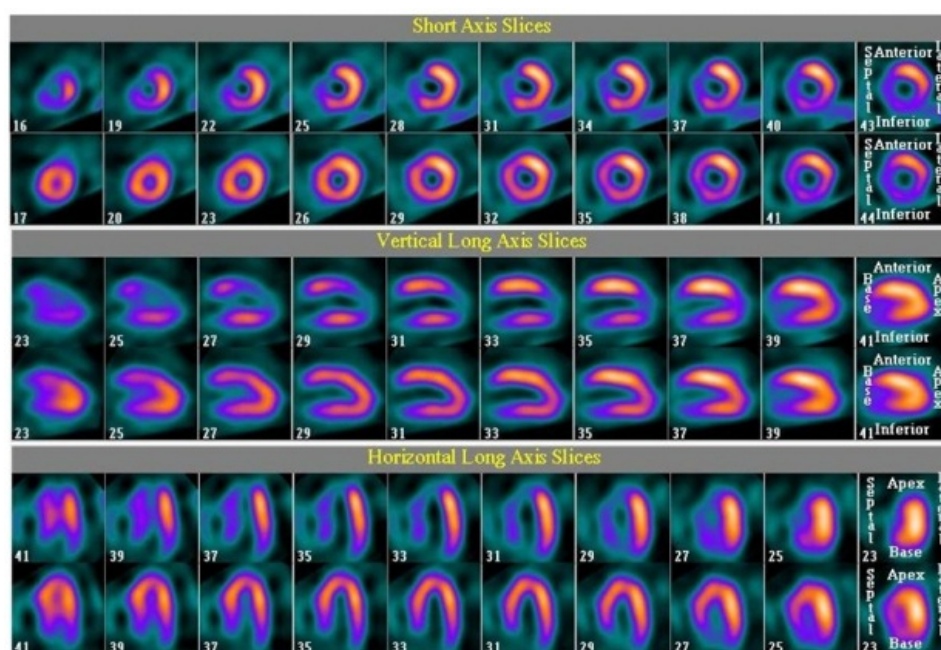 Short Axis Slices
16 19 22 25 28 31 34 37 40 43
Septal Anterior Lateral Inferior
17 20 23 26 29 32 35 38 41 44
Septal Anterior Lateral Inferior
Vertical Long Axis Slices
23 25 27 29 31 33 35 37 39 41
Base Anterior Apex Inferior
23 25 27 29 31 33 35 37 39 41
Base Anterior Apex Inferior
Horizontal Long Axis Slices
41 39 37 35 33 31 29 27 25 23
Septal Apex Base
41 39 37 35 33 31 29 27 25 23
Septal Apex Base